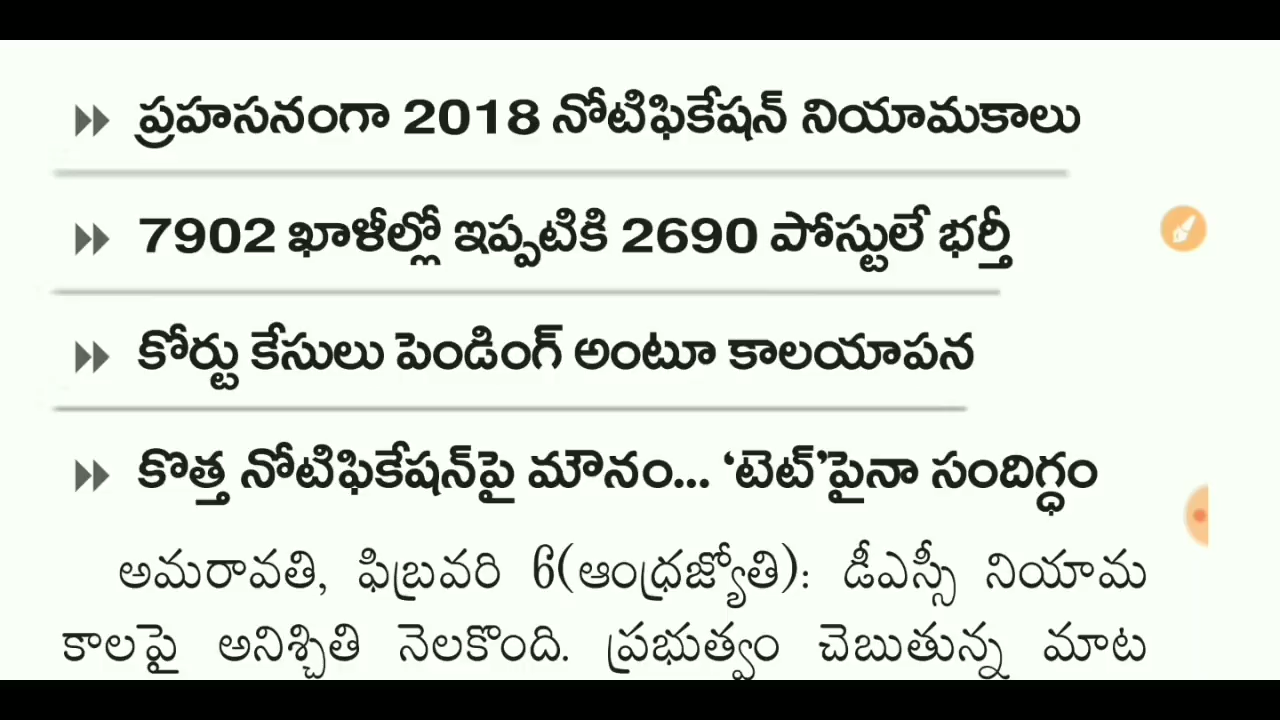 ప్రహసనంగా 2018 నోటిఫికేషన్ నియామకాలు
7902 ఖాళీల్లో ఇప్పటికి 2690 పోస్టులే భర్తీ
కోర్టు కేసులు పెండింగ్ అంటూ కాలయాపన
కొత్త నోటిఫికేషన్‌పై మౌనం... ‘టెట్’పైనా సందిగ్ధం
అమరావతి, ఫిబ్రవరి 6(ఆంధ్రజ్యోతి): డీఎస్సీ నియామ
కాలపై అనిశ్చితి నెలకొంది. ప్రభుత్వం చెబుతున్న మాట